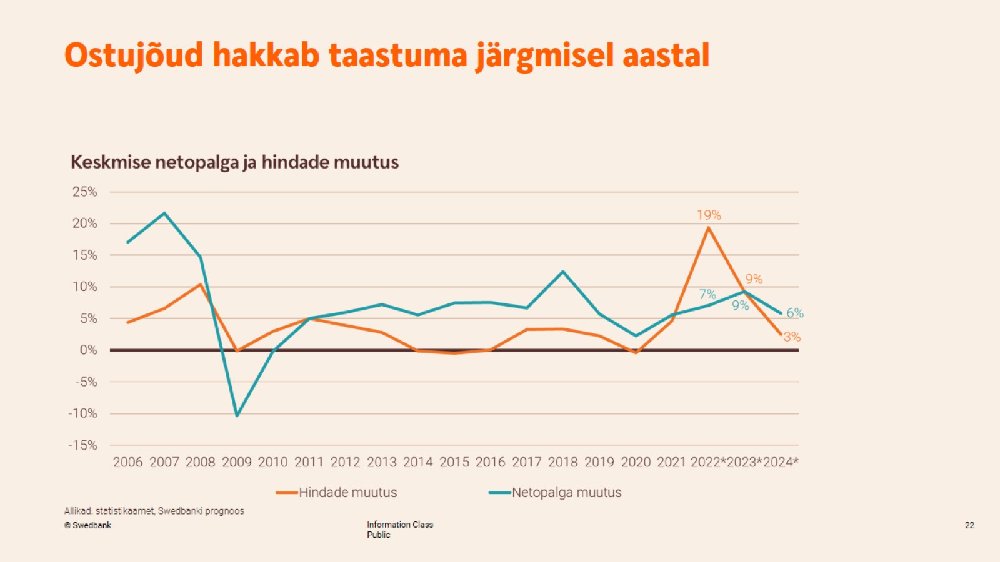 Ostujõud hakkab taastuma järgmisel aastal
Keskmise netopalga ja hindade muutus
25%
20%
15%
10%
5%
0%
-5%
-10%
-15%
19%
9%
7%
9%
6%
3%
2006 2007 2008 2009 2010 2011 2012 2013 2014 2015 2016 2017 2018 2019 2020 2021 2022* 2023* 2024*
Hindade muutus Netopalga muutus
Allikad: statistikaamet, Swedbanki prognoos
© Swedbank
Information Class
Public
22